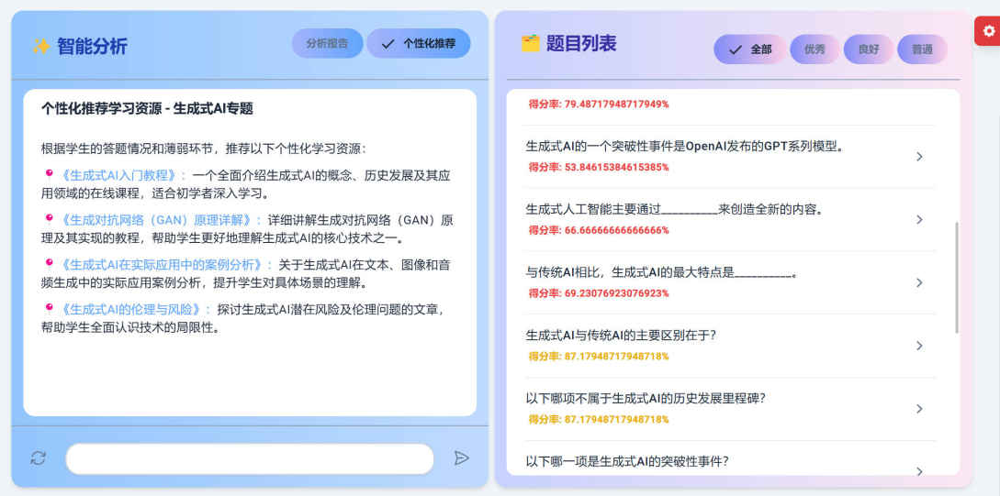 ✨ 智能分析
分析报告
✓ 个性化推荐
个性化推荐学习资源 - 生成式AI专题
根据学生的答题情况和薄弱环节，推荐以下个性化学习资源：
📍《生成式AI入门教程》：一个全面介绍生成式AI的概念、历史发展及其应
用领域的在线课程，适合初学者深入学习。
📍《生成对抗网络（GAN）原理详解》：详细讲解生成对抗网络（GAN）原
理及其实现的教程，帮助学生更好地理解生成式AI的核心技术之一。
📍《生成式AI在实际应用中的案例分析》：关于生成式AI在文本、图像和音
频生成中的实际应用案例分析，提升学生对具体场景的理解。
📍《生成式AI的伦理与风险》：探讨生成式AI潜在风险及伦理问题的文章，
帮助学生全面认识技术的局限性。
🗂️ 题目列表
✓ 全部
优秀
良好
普通
得分率: 79.48717948717949%
生成式AI的一个突破性事件是OpenAI发布的GPT系列模型。
得分率: 53.84615384615385%
生成式人工智能主要通过__________来创造全新的内容。
得分率: 66.66666666666666%
与传统AI相比，生成式AI的最大特点是__________。
得分率: 69.23076923076923%
生成式AI与传统AI的主要区别在于？
得分率: 87.17948717948718%
以下哪项不属于生成式AI的历史发展里程碑？
得分率: 87.17948717948718%
以下哪一项是生成式AI的突破性事件？